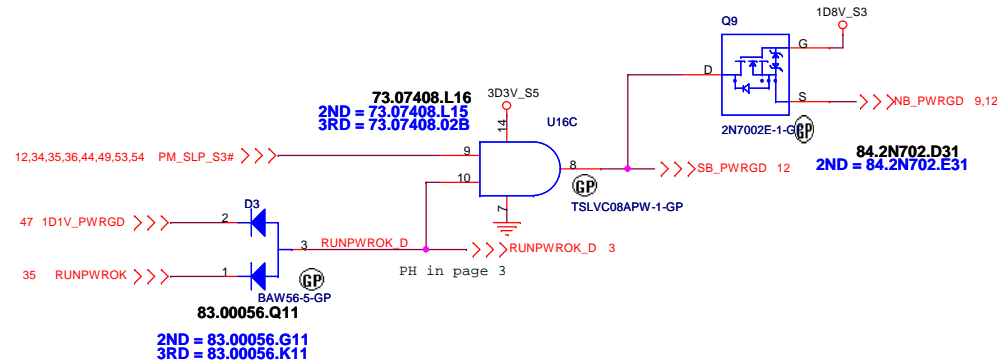 Q9
1D8V_S3
G
D
S
NB_PWRGD 9,12
2N7002E-1-G
GP
84.2N702.D31
2ND = 84.2N702.E31
73.07408.L16
2ND = 73.07408.L15
3RD = 73.07408.02B
3D3V_S5
14
U16C
12,34,35,36,44,49,53,54 PM_SLP_S3#
9
10
8
7
GP
TSLVC08APW-1-GP
SB_PWRGD 12
47 1D1V_PWRGD
2
D3
3
RUNPWROK_D
RUNPWROK_D 3
PH in page 3
35 RUNPWROK
1
GP
BAW56-5-GP
83.00056.Q11
2ND = 83.00056.G11
3RD = 83.00056.K11